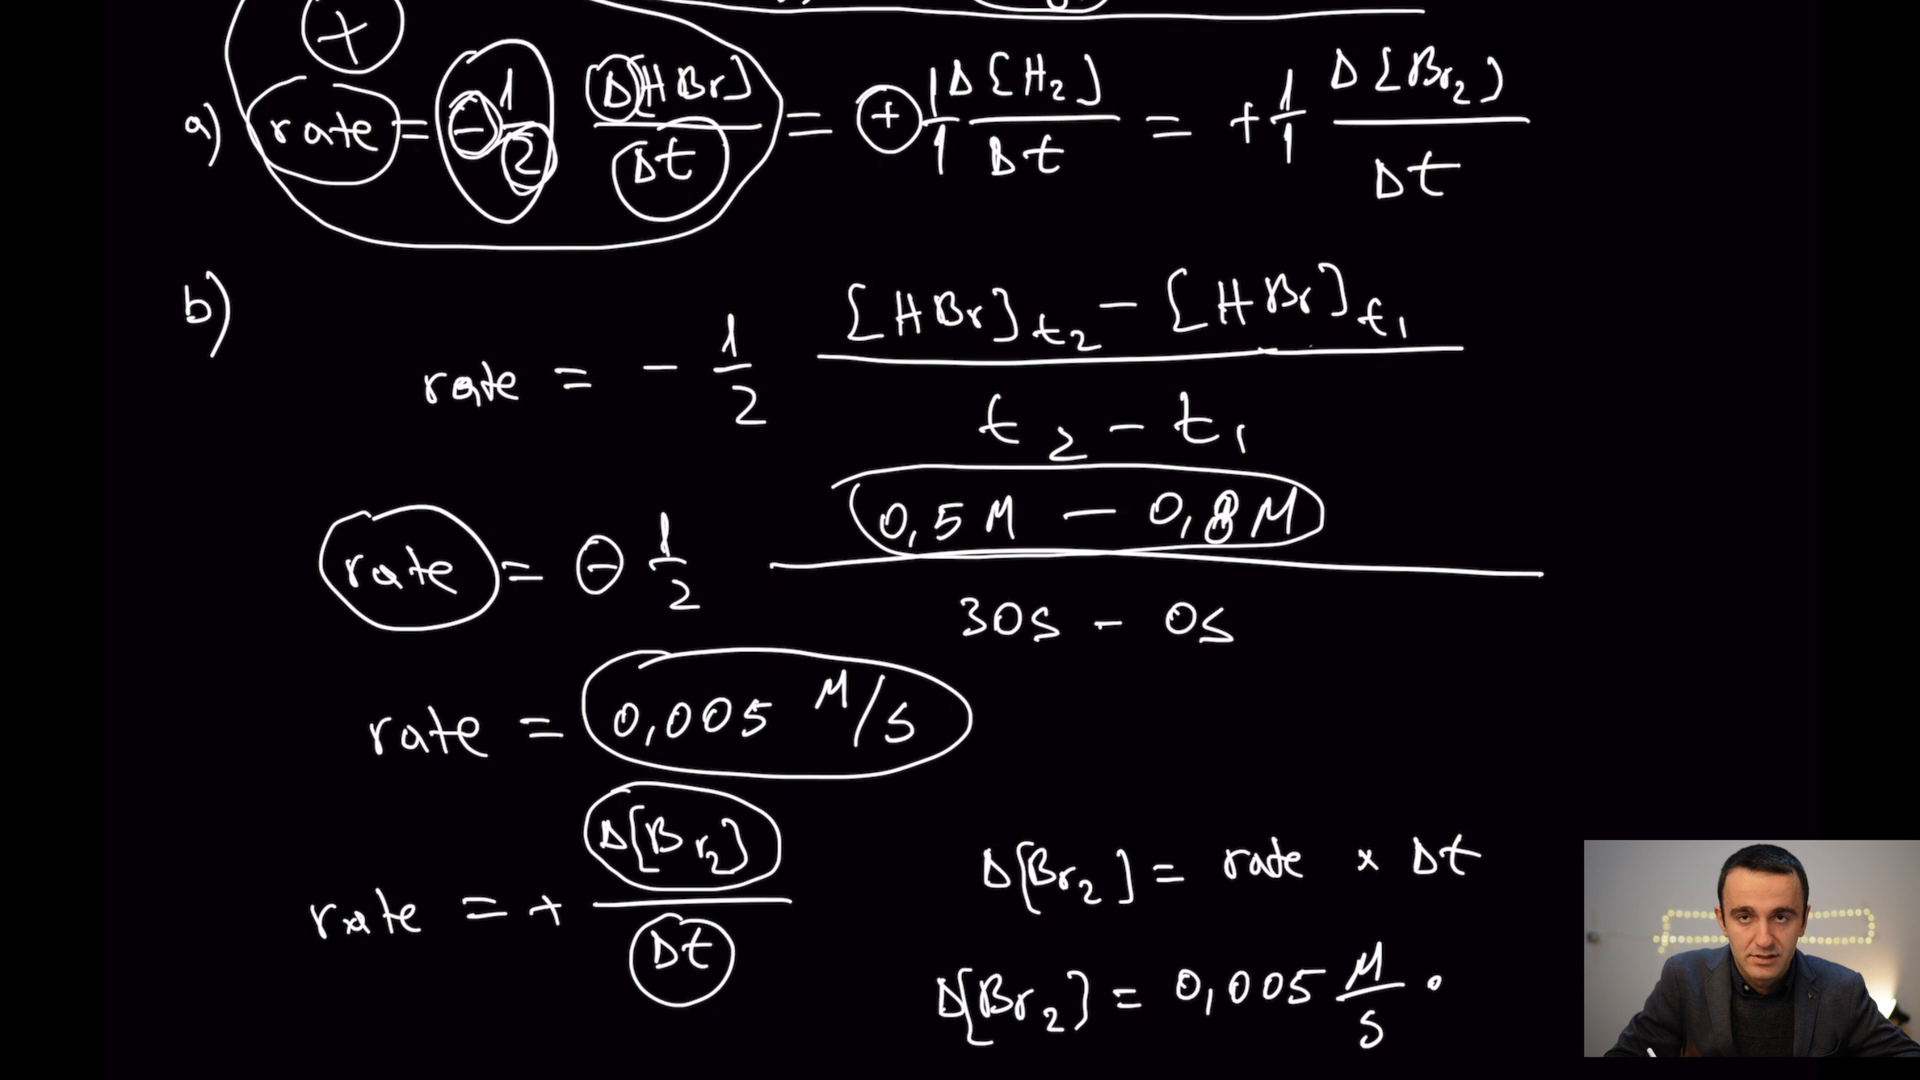 +
a) rate = - 1/2 Δ[HBr]/Δt = + 1/1 Δ[H₂]/Δt = + 1/1 Δ[Br₂]/Δt
b)
rate = - 1/2 [HBr]t₂ - [HBr]t₁ / t₂ - t₁
rate = - 1/2 0,5 M - 0,8 M / 30s - 0s
rate = 0,005 M/s
rate = + Δ[Br₂]/Δt
Δ[Br₂] = rate × Δt
Δ[Br₂] = 0,005 M/s ·